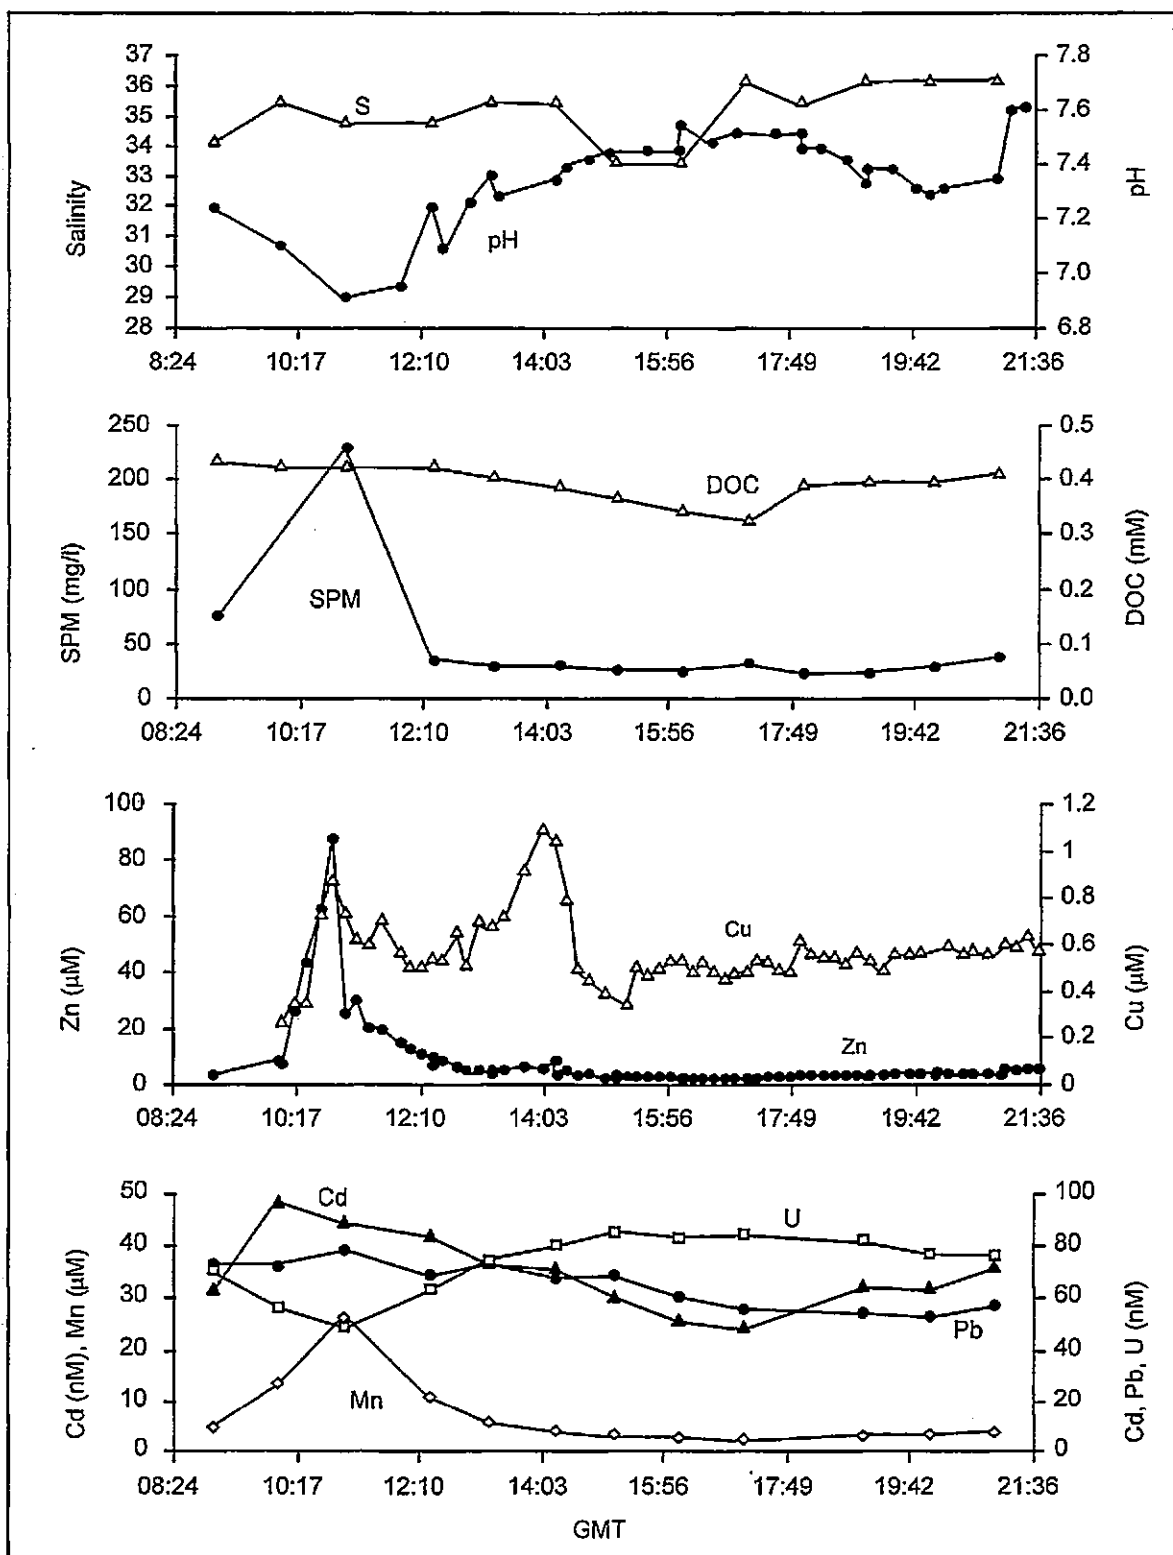 37
36
35
34
33
32
31
30
29
28
Salinity
S
pH
7.8
7.6
7.4
7.2
7.0
6.8
pH
8:24 10:17 12:10 14:03 15:56 17:49 19:42 21:36
250
200
150
100
50
0
SPM (mg/l)
DOC
SPM
0.5
0.4
0.3
0.2
0.1
0.0
DOC (mM)
08:24 10:17 12:10 14:03 15:56 17:49 19:42 21:36
100
80
60
40
20
0
Zn (µM)
Cu
Zn
1.2
1
0.8
0.6
0.4
0.2
0
Cu (µM)
08:24 10:17 12:10 14:03 15:56 17:49 19:42 21:36
50
40
30
20
10
0
Cd (nM), Mn (µM)
Cd
U
Pb
Mn
100
80
60
40
20
0
Cd, Pb, U (nM)
08:24 10:17 12:10 14:03 15:56 17:49 19:42 21:36
GMT